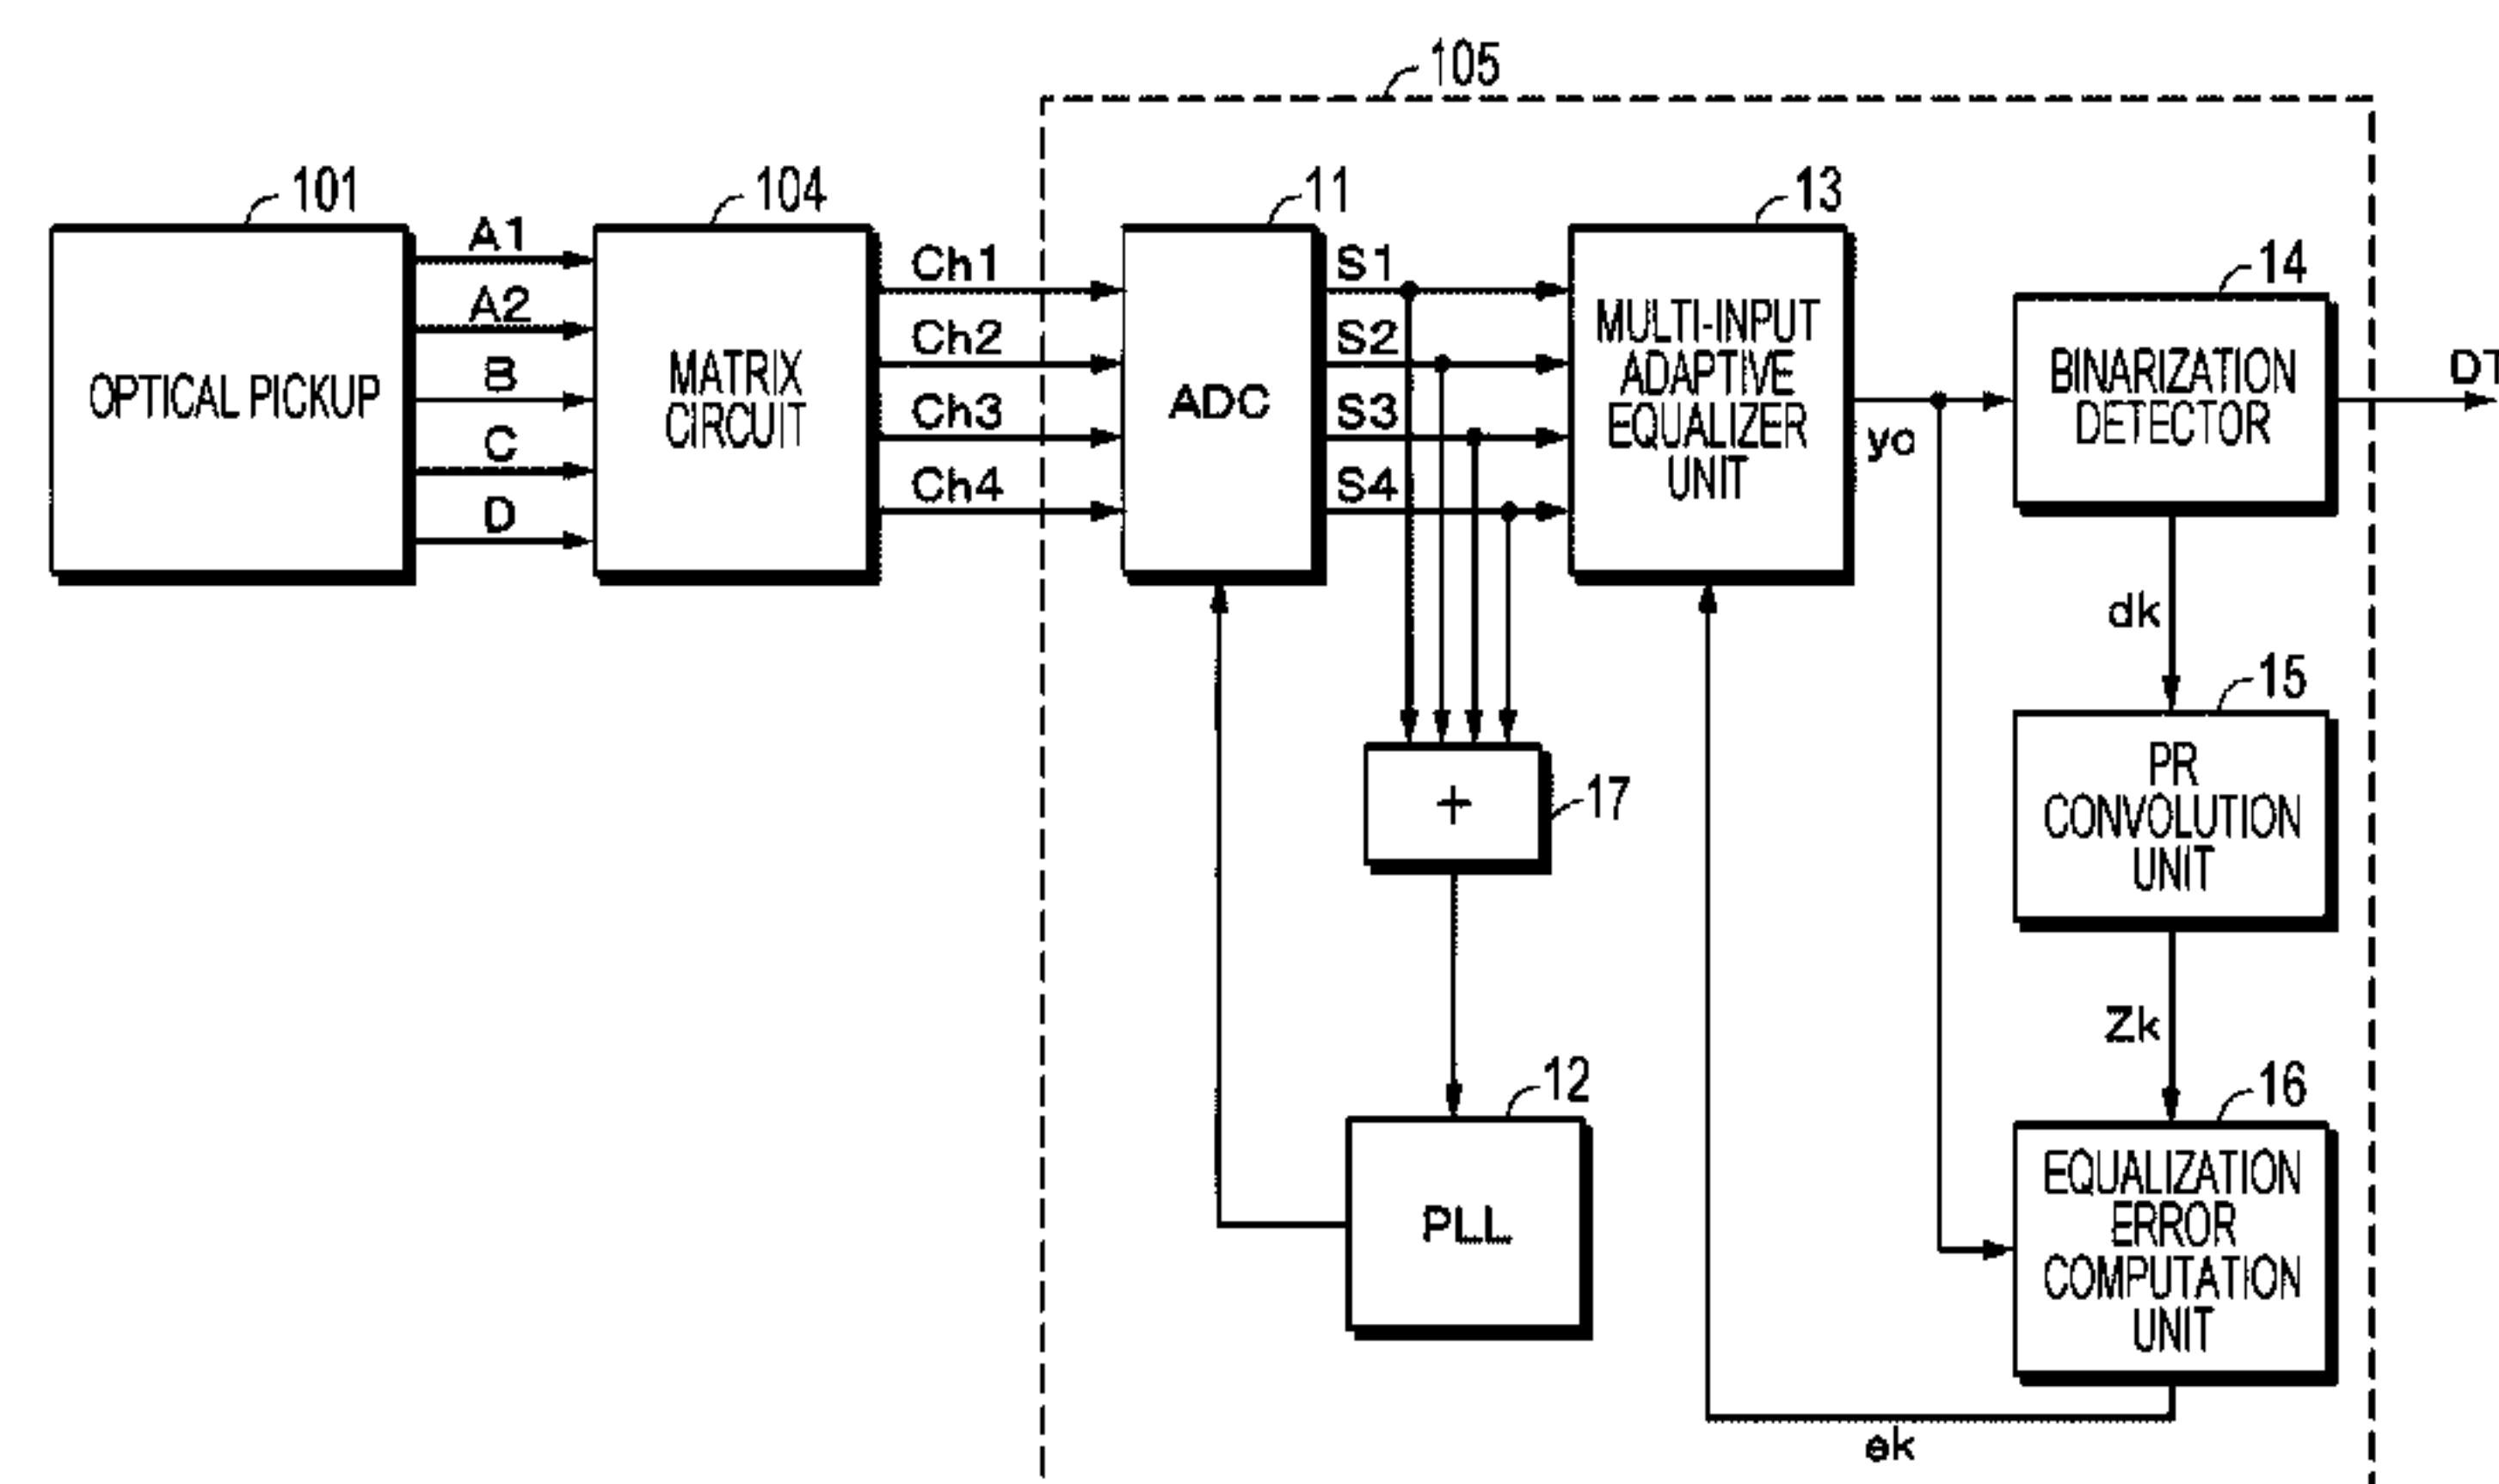 105
101
104
11
13
14
A1
A2
B
C
D
Ch1
Ch2
Ch3
Ch4
S1
S2
S3
S4
OPTICAL PICKUP
MATRIX
CIRCUIT
ADC
MULTI-INPUT
ADAPTIVE
EQUALIZER
UNIT
yo
BINARIZATION
DETECTOR
DT
dk
15
PR
CONVOLUTION
UNIT
+
17
Zk
12
PLL
16
EQUALIZATION
ERROR
COMPUTATION
UNIT
ek